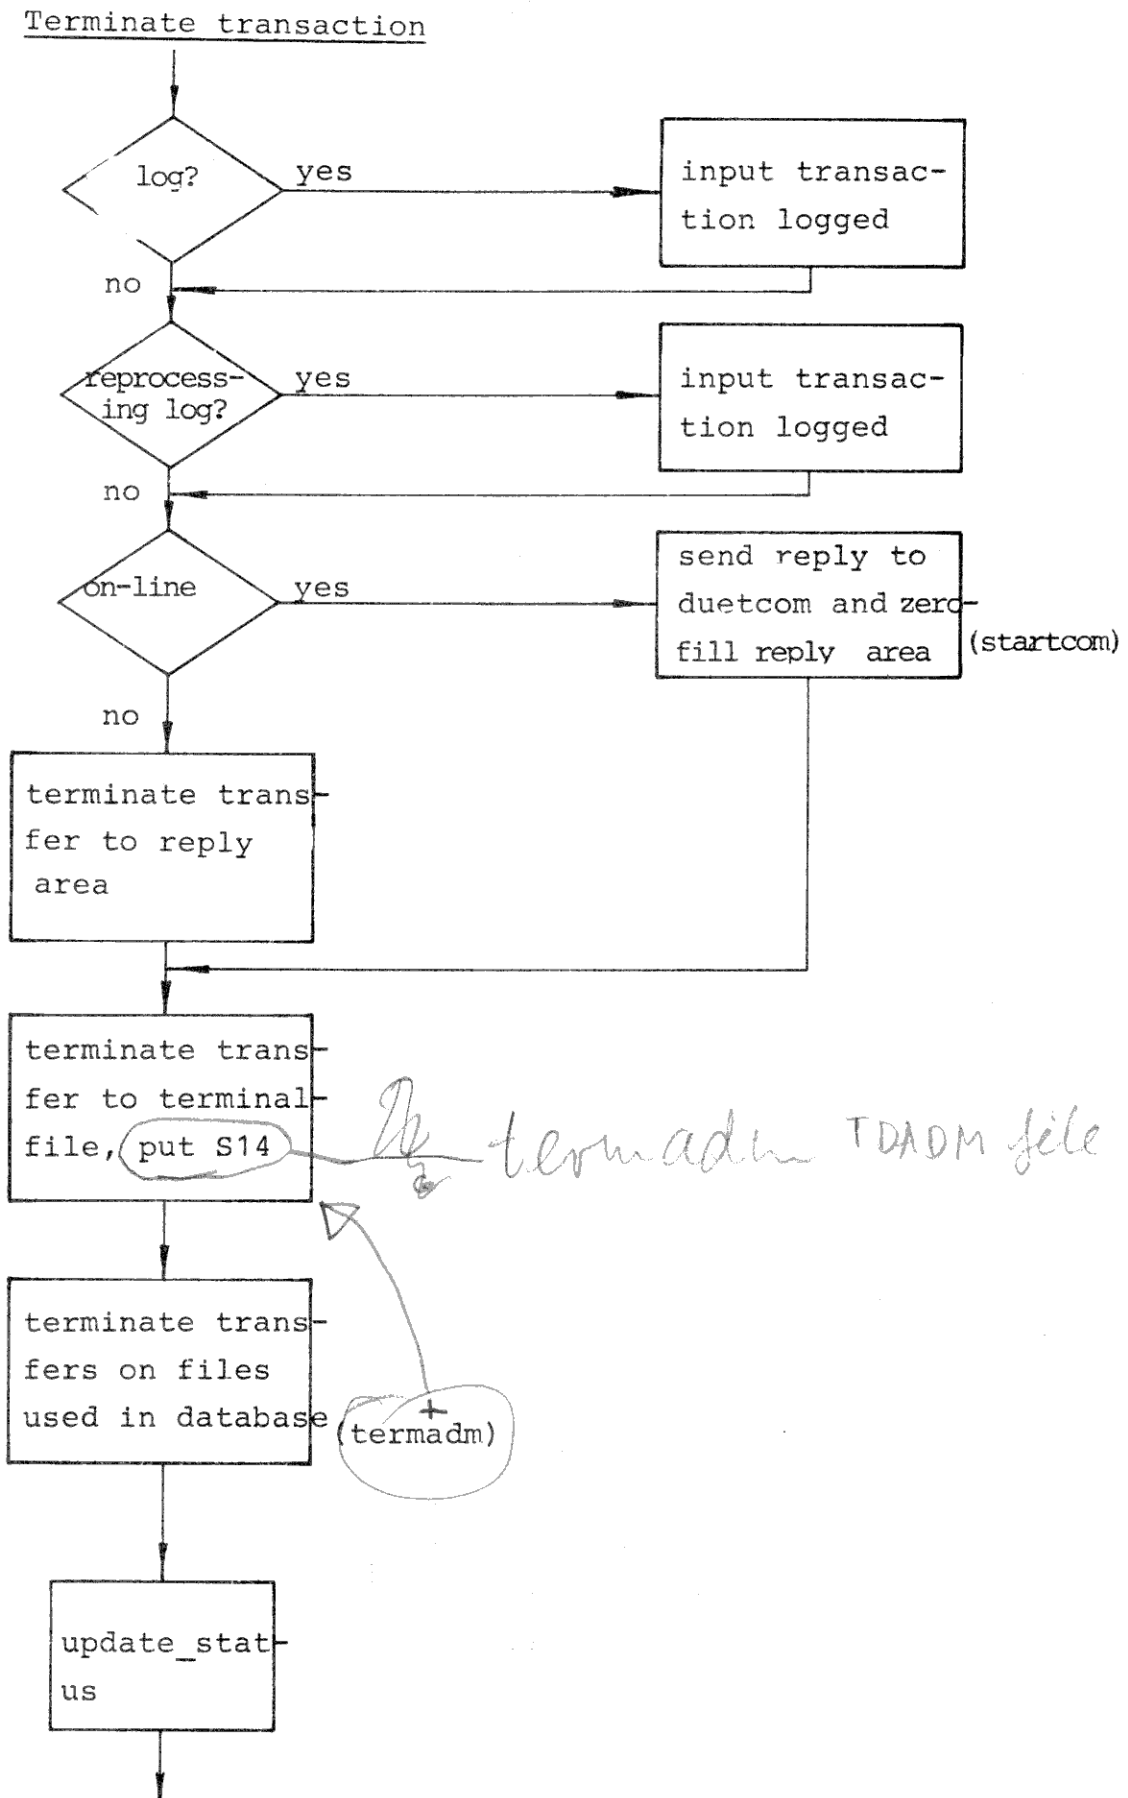 Terminate transaction
log?
yes
input transac-
tion logged
no
reprocess-
ing log?
yes
input transac-
tion logged
no
on-line
yes
send reply to
duetcom and zero-
fill reply area
(startcom)
no
terminate trans-
fer to reply
area
terminate trans-
fer to terminal
file, put S14
termadm TDADM file
terminate trans-
fers on files
used in database
(termadm)
update_stat-
us